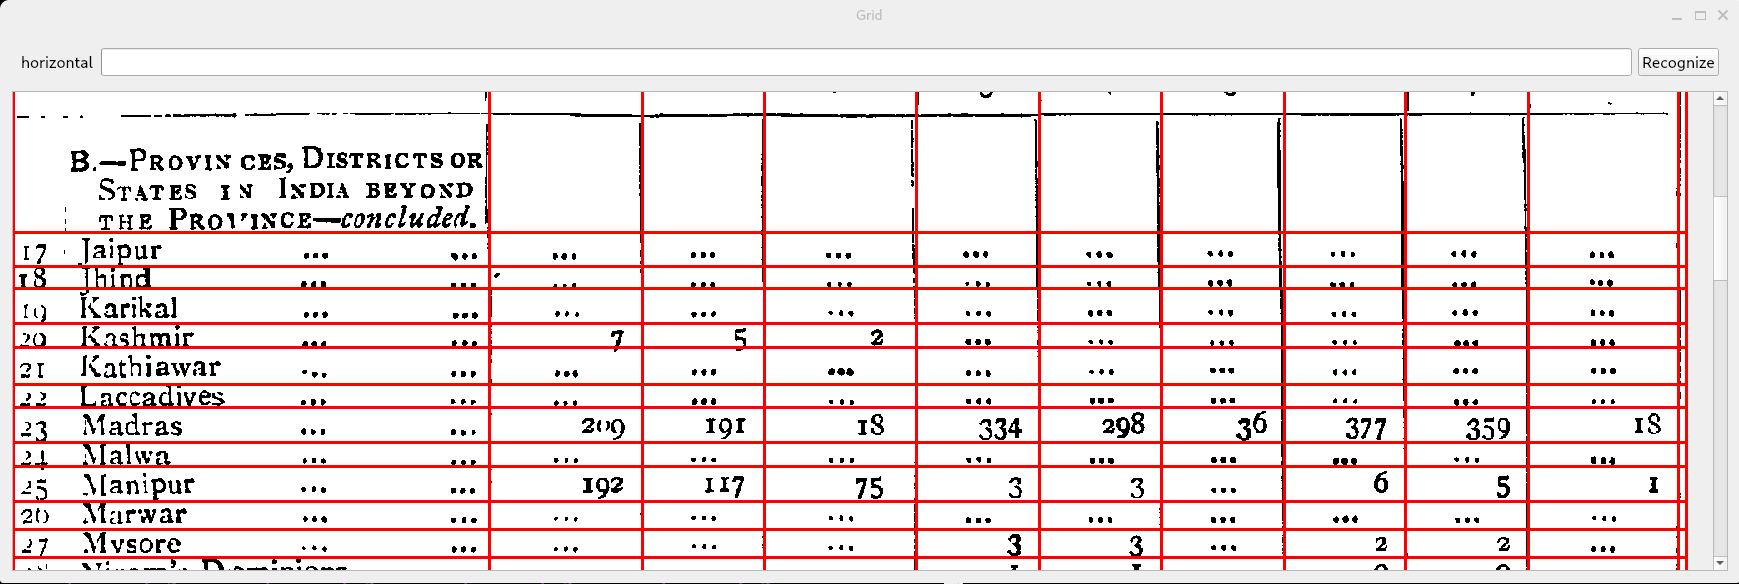 Grid
horizontal Recognize
B.—PROVINCES, DISTRICTS OR
STATES IN INDIA BEYOND
THE PROVINCE—concluded.
17 Jaipur ... ... ... ... ... ... ... ... ... ... ...
18 Jhind ... ... ... ... ... ... ... ... ... ... ...
19 Karikal ... ... ... ... ... ... ... ... ... ... ...
20 Kashmir ... ... 7 5 2 ... ... ... ... ... ...
21 Kathiawar ... ... ... ... ... ... ... ... ... ... ...
22 Laccadives ... ... ... ... ... ... ... ... ... ... ...
23 Madras ... ... 209 191 18 334 298 36 377 359 18
24 Malwa ... ... ... ... ... ... ... ... ... ... ...
25 Manipur ... ... 192 117 75 3 3 ... 6 5 1
26 Marwar ... ... ... ... ... ... ... ... ... ... ...
27 Mysore ... ... ... ... ... 3 3 ... 2 2 ...